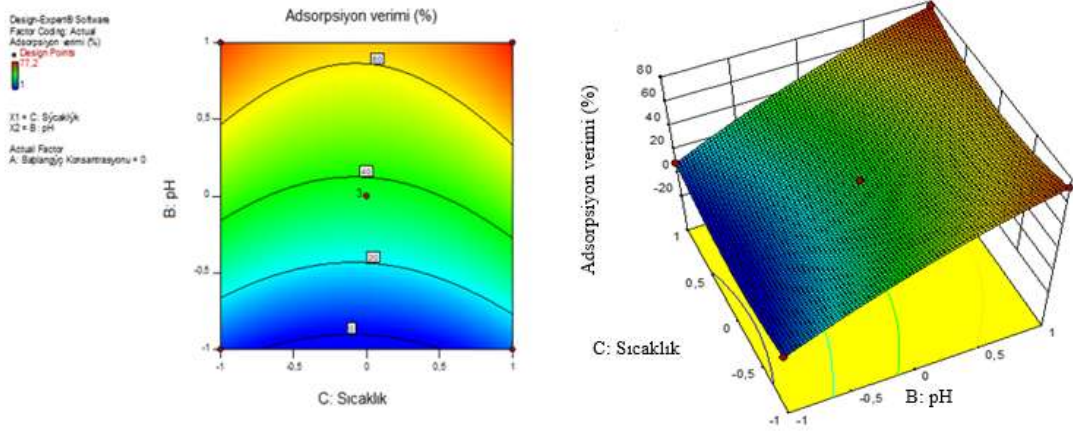 Design-Expert® Software
Factor Coding: Actual
Adsorpsiyon verimi (%)
Design Points
77,2
1
X1 = C: Sýcaklýk
X2 = B: pH
Actual Factor
A: Baþlangýç Konsantrasyonu = 0
Adsorpsiyon verimi (%)
1
0,5
0
-0,5
-1
B: pH
60
40
3
20
0
-1
-0,5
0
0,5
1
C: Sıcaklık
80
60
40
20
0
-20
Adsorpsiyon verimi (%)
1
0,5
0
-0,5
-1
C: Sıcaklık
-1
-0,5
0
0,5
1
B: pH